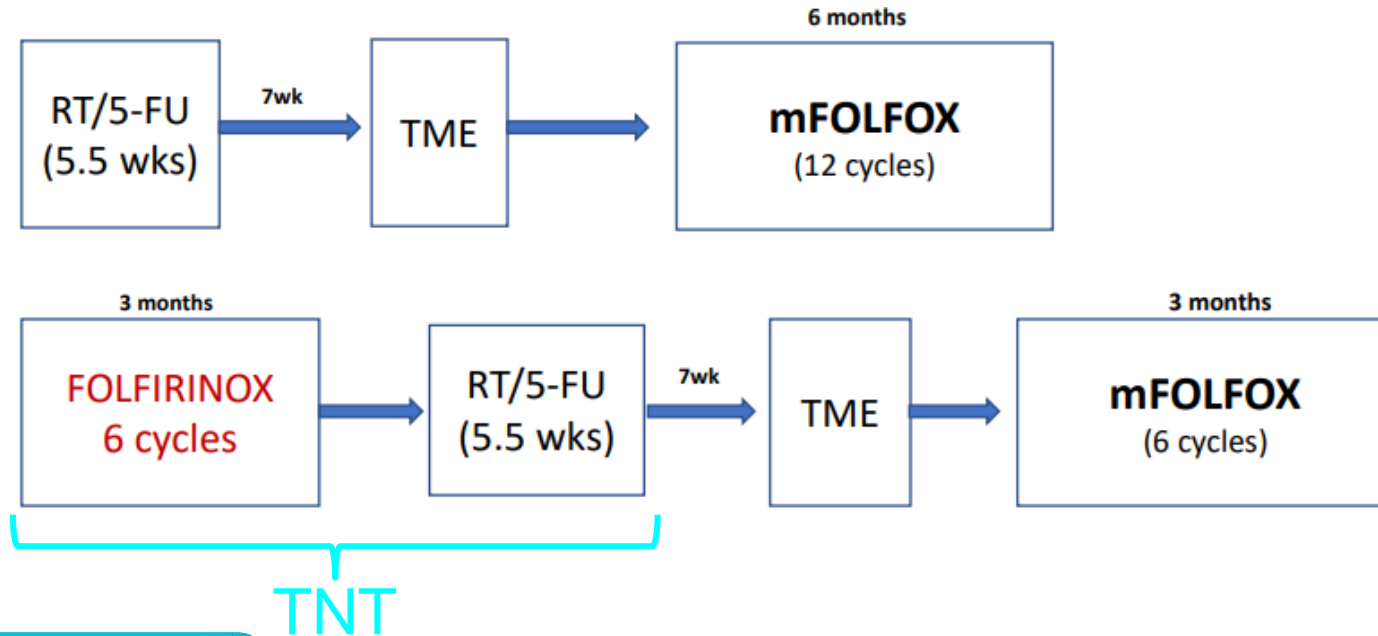 6 months
RT/5-FU
(5.5 wks)
7wk
TME
mFOLFOX
(12 cycles)
3 months
FOLFIRINOX
6 cycles
RT/5-FU
(5.5 wks)
7wk
TME
3 months
mFOLFOX
(6 cycles)
TNT